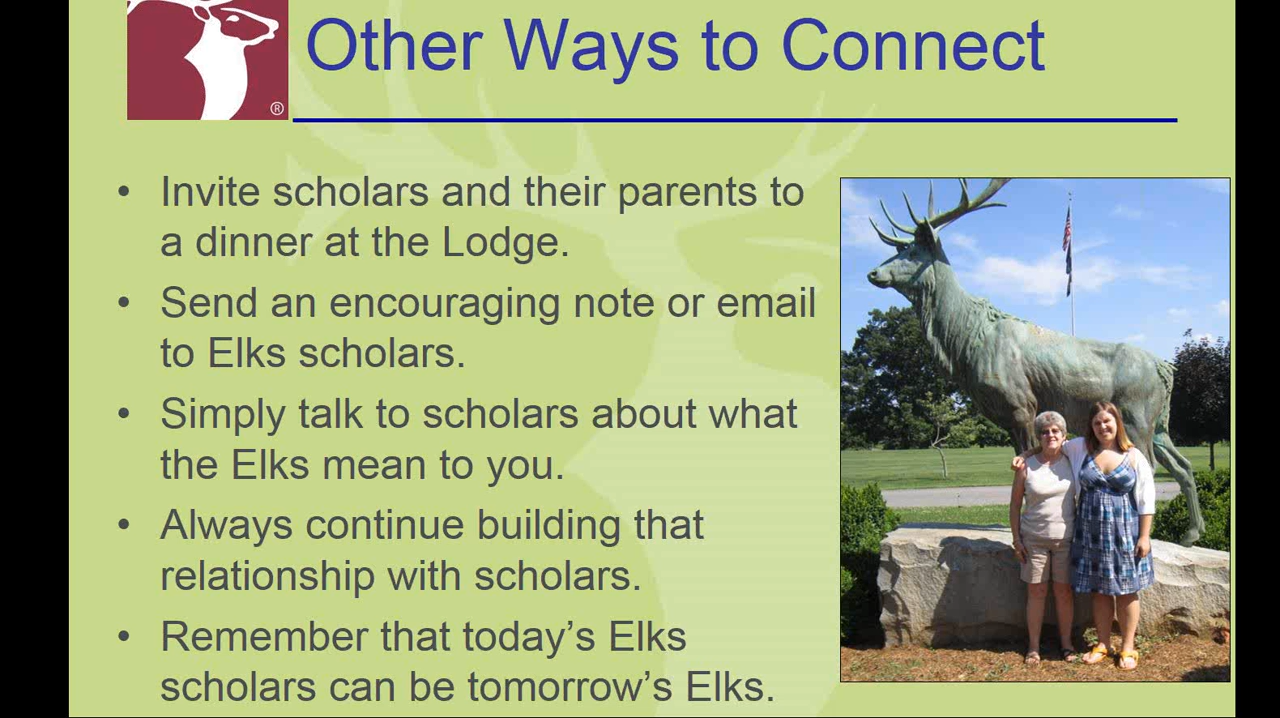 Other Ways to Connect
®
• Invite scholars and their parents to
a dinner at the Lodge.
• Send an encouraging note or email
to Elks scholars.
• Simply talk to scholars about what
the Elks mean to you.
• Always continue building that
relationship with scholars.
• Remember that today’s Elks
scholars can be tomorrow’s Elks.